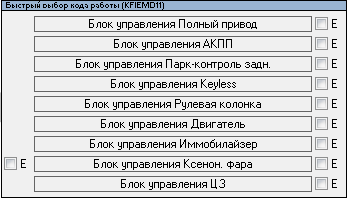 Быстрый выбор кода работы (KFIEMD11)
Блок управления Полный привод E
Блок управления АКПП E
Блок управления Парк-контроль задн. E
Блок управления Keyless E
Блок управления Рулевая колонка E
Блок управления Двигатель E
Блок управления Иммобилайзер E
E Блок управления Ксенон. фара E
Блок управления ЦЗ E